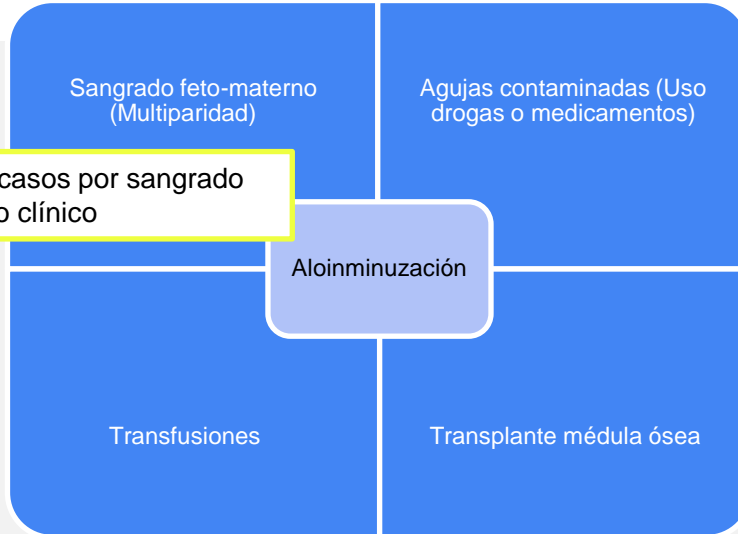 Sangrado feto-materno
(Multiparidad)
Agujas contaminadas (Uso
drogas o medicamentos)
casos por sangrado
o clínico
Aloinminuzación
Transfusiones
Transplante médula ósea